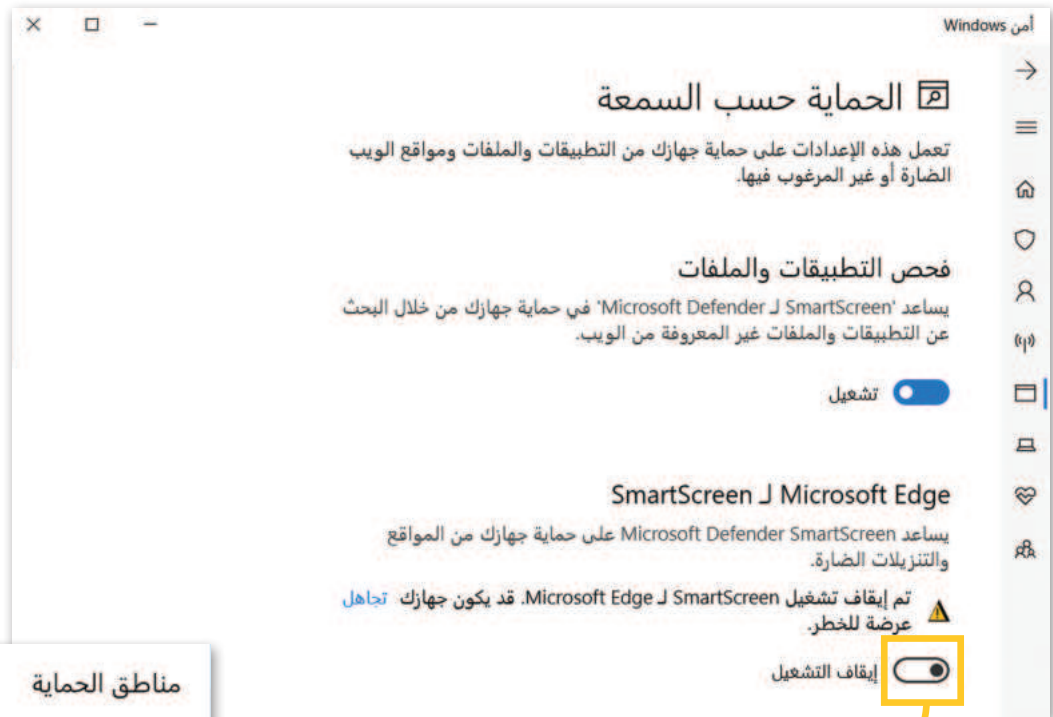 أمن Windows
الحماية حسب السمعة
تعمل هذه الإعدادات على حماية جهازك من التطبيقات والملفات ومواقع الويب
الضارة أو غير المرغوب فيها.
فحص التطبيقات والملفات
يساعد 'SmartScreen لـ Microsoft Defender' في حماية جهازك من خلال البحث
عن التطبيقات والملفات غير المعروفة من الويب.
تشغيل
SmartScreen لـ Microsoft Edge
يساعد Microsoft Defender SmartScreen على حماية جهازك من المواقع
والتنزيلات الضارة.
تم إيقاف تشغيل SmartScreen لـ Microsoft Edge. قد يكون جهازك تجاهل
عرضة للخطر.
إيقاف التشغيل
مناطق الحماية